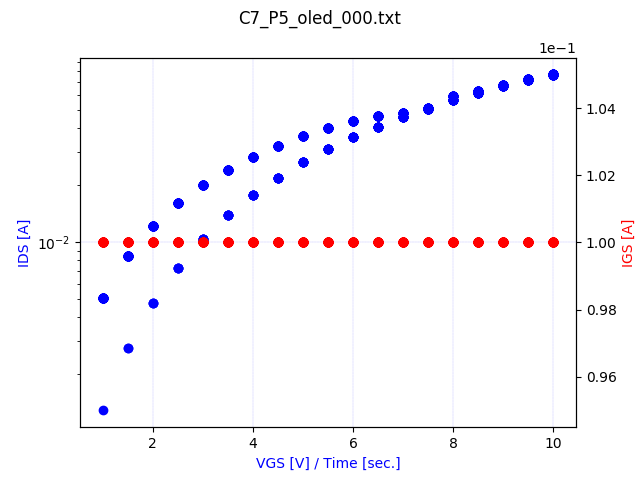 C7_P5_oled_000.txt
1e−1
10⁻²
IDS [A]
1.04
1.02
1.00
0.98
0.96
IGS [A]
2 4 6 8 10
VGS [V] / Time [sec.]